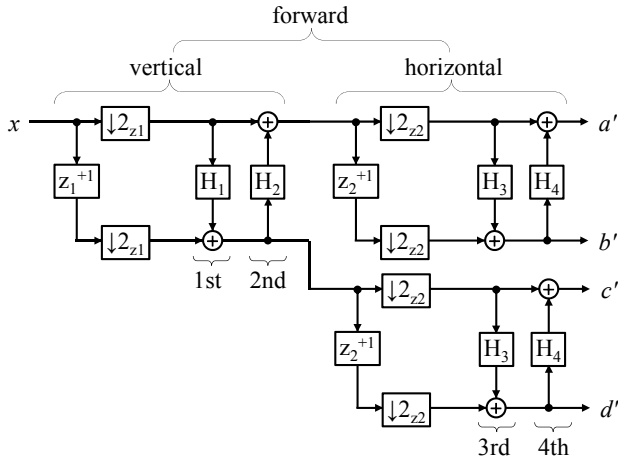 forward
vertical horizontal
x ↓2z1 ↓2z2 a′
z1+1 H1 H2 z2+1 H3 H4
↓2z1 ↓2z2 b′
1st 2nd
↓2z2 c′
z2+1 H3 H4
↓2z2 d′
3rd 4th